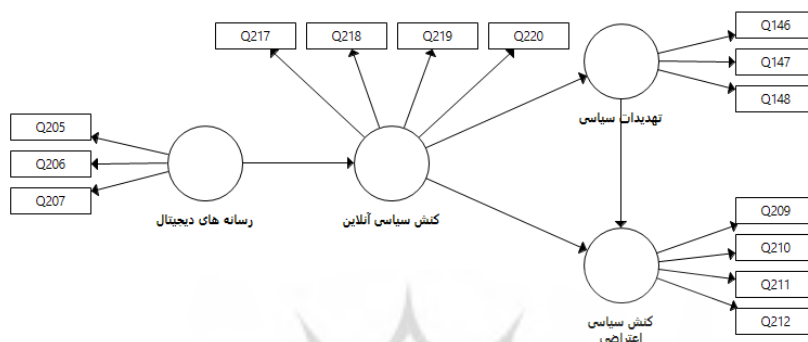 Q217
Q218
Q219
Q220
Q146
Q147
Q148
تهدیدات سیاسی
Q205
Q206
Q207
رسانه های دیجیتال
کنش سیاسی آنلاین
Q209
Q210
Q211
Q212
کنش سیاسی
اعتراضی